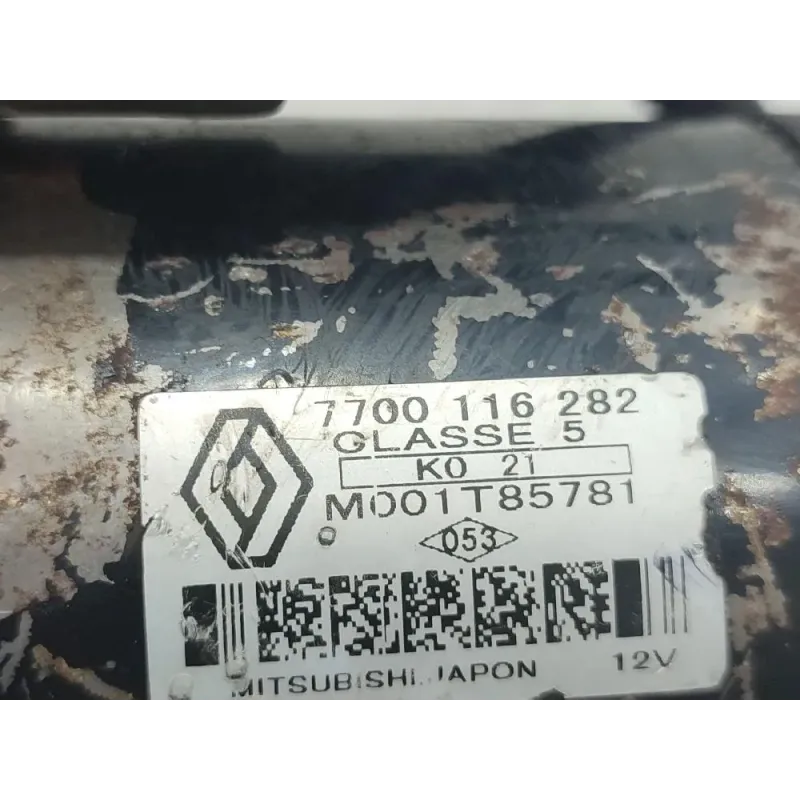 7700 116 282
CLASSE 5
K0 21
M001T85781
053
MITSUBISHI.JAPON 12V